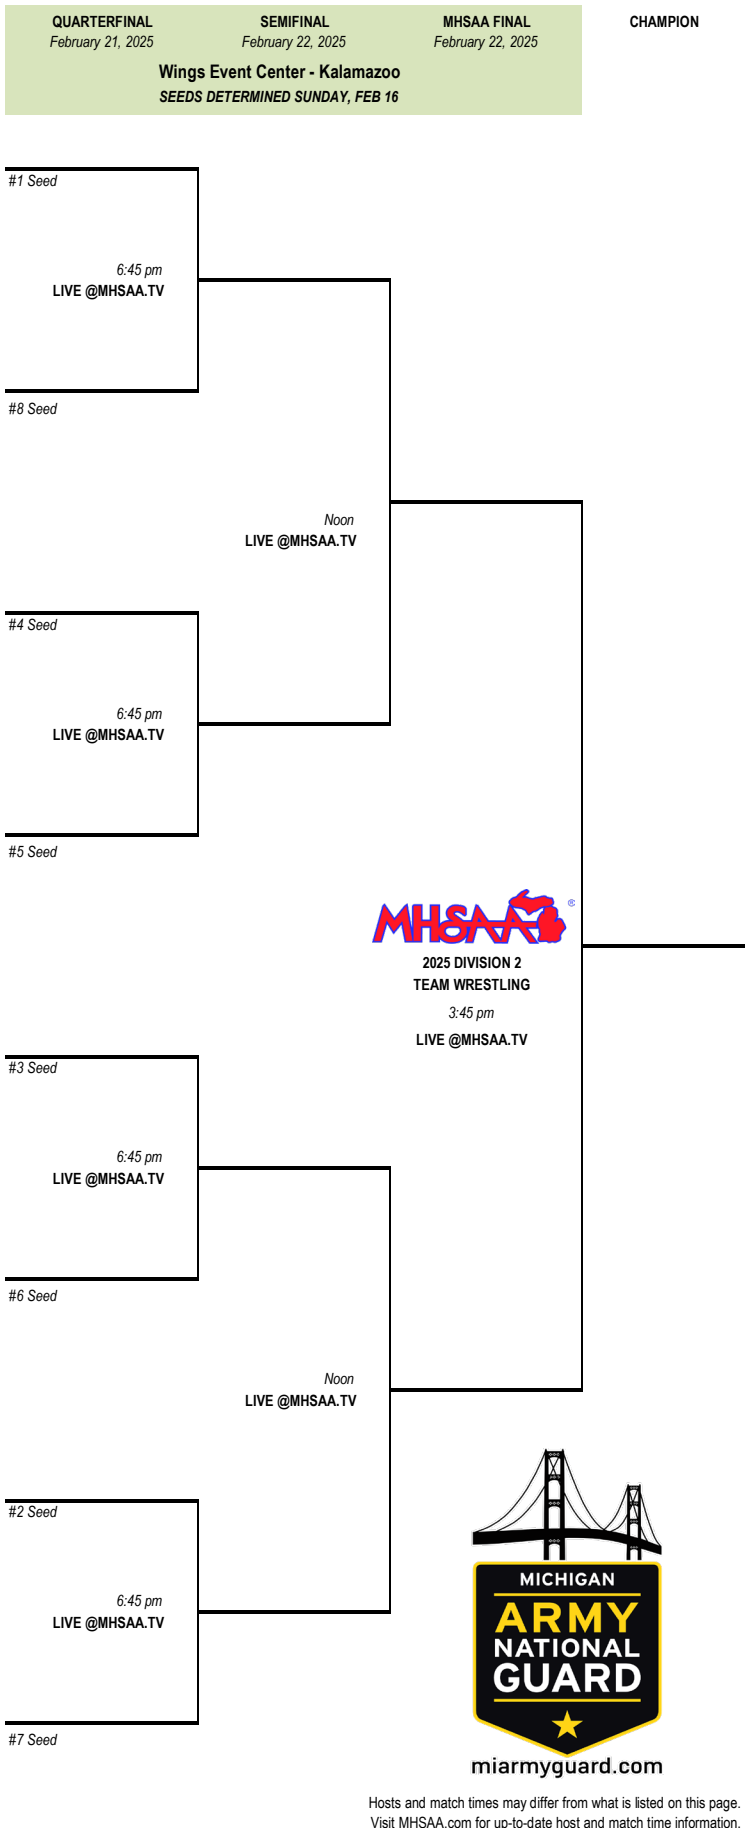 QUARTERFINAL SEMIFINAL MHSAA FINAL CHAMPION
February 21, 2025 February 22, 2025 February 22, 2025
Wings Event Center - Kalamazoo
SEEDS DETERMINED SUNDAY, FEB 16
#1 Seed
6:45 pm
LIVE @MHSAA.TV
#8 Seed
Noon
LIVE @MHSAA.TV
#4 Seed
6:45 pm
LIVE @MHSAA.TV
#5 Seed
MHSAA ®
2025 DIVISION 2
TEAM WRESTLING
3:45 pm
LIVE @MHSAA.TV
#3 Seed
6:45 pm
LIVE @MHSAA.TV
#6 Seed
Noon
LIVE @MHSAA.TV
#2 Seed
6:45 pm
LIVE @MHSAA.TV
#7 Seed
MICHIGAN
ARMY
NATIONAL
GUARD
miarmyguard.com
Hosts and match times may differ from what is listed on this page.
Visit MHSAA.com for up-to-date host and match time information.